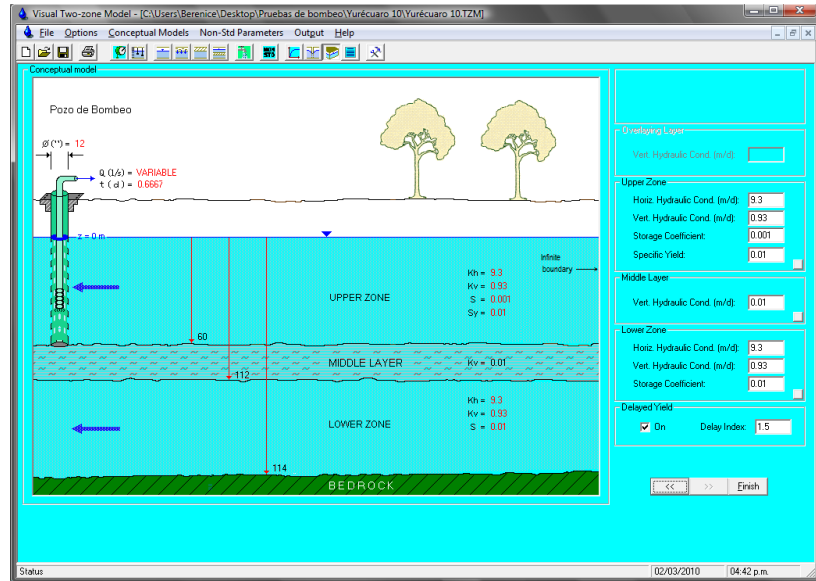 Visual Two-zone Model - [C:\Users\Berenice\Desktop\Pruebas de bombeo\Yurécuaro 10\Yurécuaro 10.TZM]
File Options Conceptual Models Non-Std Parameters Output Help
Conceptual model
Pozo de Bombeo
Ø (") = 12
Q (l/s) = VARIABLE
t ( d ) = 0.6667
z = 0 m
Infinite
boundary
Kh = 9.3
Kv = 0.93
S = 0.001
Sy = 0.01
UPPER ZONE
60
MIDDLE LAYER
Kv = 0.01
112
Kh = 9.3
Kv = 0.93
S = 0.01
LOWER ZONE
114
BEDROCK
Overlaying Layer
Vert. Hydraulic Cond. (m/d):
Upper Zone
Horiz. Hydraulic Cond. (m/d): 9.3
Vert. Hydraulic Cond. (m/d): 0.93
Storage Coefficient: 0.001
Specific Yield: 0.01
Middle Layer
Vert. Hydraulic Cond. (m/d): 0.01
Lower Zone
Horiz. Hydraulic Cond. (m/d): 9.3
Vert. Hydraulic Cond. (m/d): 0.93
Storage Coefficient: 0.01
Delayed Yield
On Delay Index: 1.5
<< >> Finish
Status 02/03/2010 04:42 p.m.